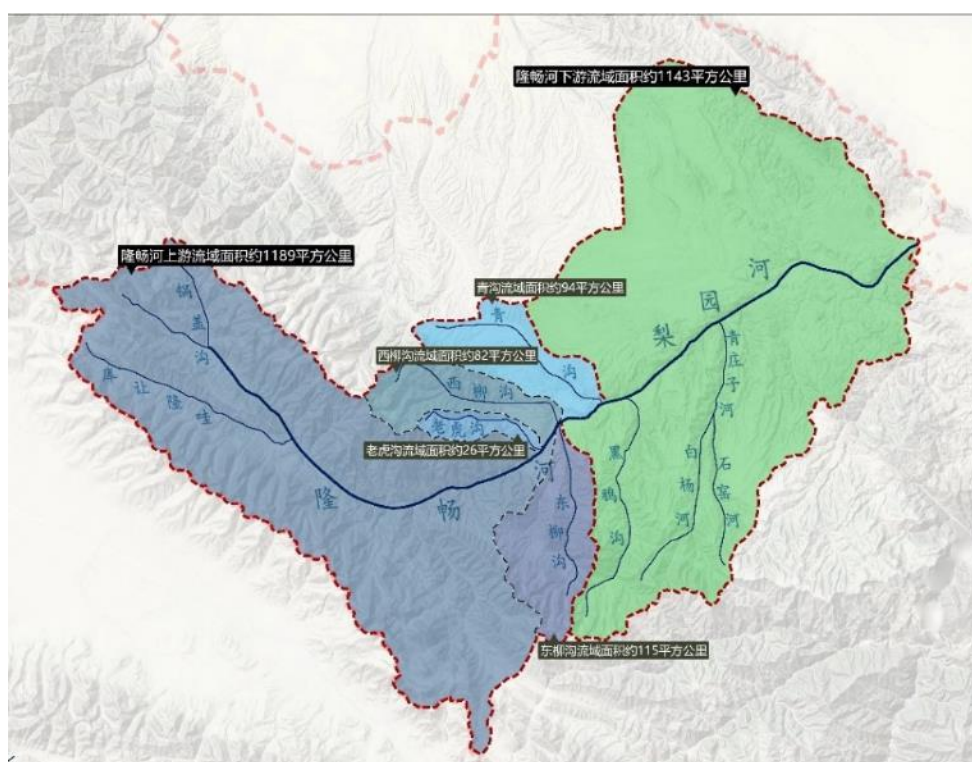 隆畅河下游流域面积约1143平方公里
隆畅河上游流域面积约1189平方公里
青沟流域面积约94平方公里
西柳沟流域面积约82平方公里
老虎沟流域面积约26平方公里
东柳沟流域面积约115平方公里
锅盖沟
库让隆哇
隆畅河
青沟
西柳沟
老虎沟
东柳沟
梨园河
黑鹅沟
青庄子河
白杨河
石窑河